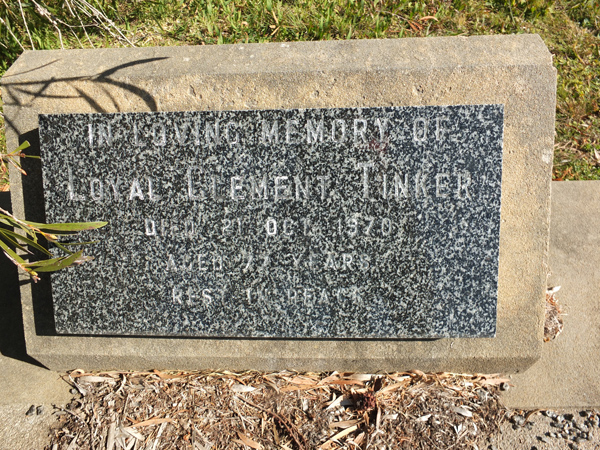 IN LOVING MEMORY OF
LOYAL CLEMENT TINKER
DIED 21 OCT. 1970
AGED 77 YEARS.
REST IN PEACE